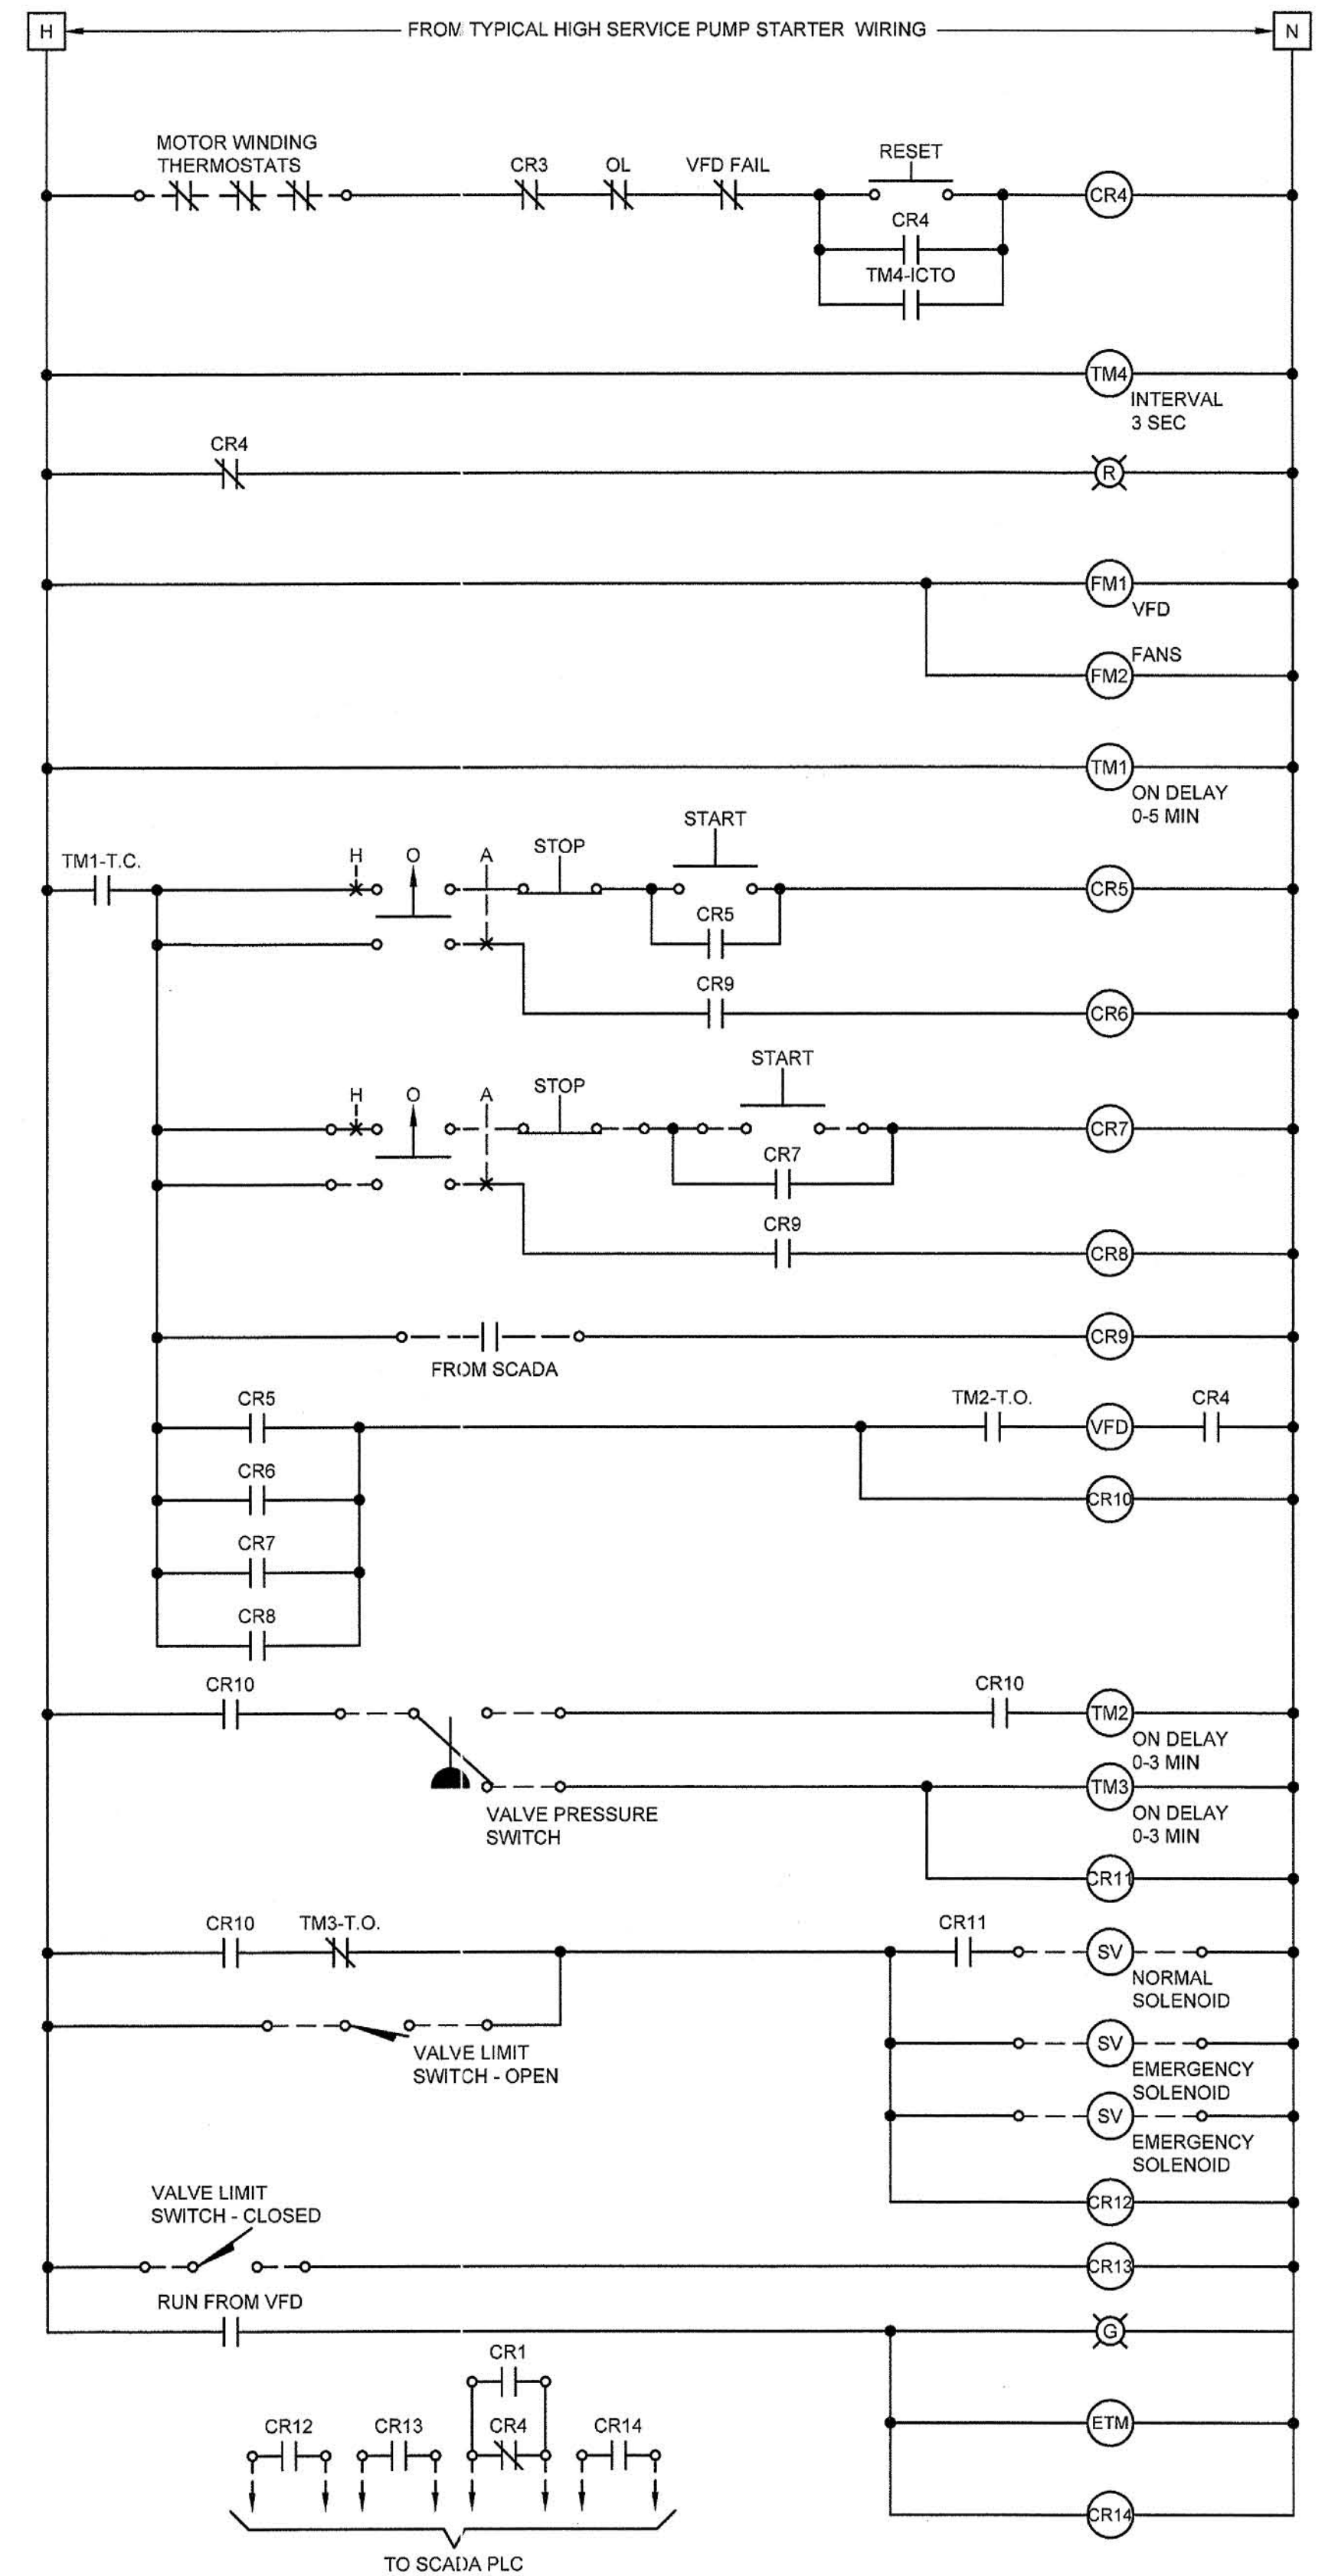 H
FROM TYPICAL HIGH SERVICE PUMP STARTER WIRING
N
MOTOR WINDING
THERMOSTATS
CR3
OL
VFD FAIL
RESET
CR4
CR4
TM4-ICTO
TM4
INTERVAL
3 SEC
CR4
R
FM1
VFD
FANS
FM2
TM1
ON DELAY
0-5 MIN
TM1-T.C.
H
O
A
STOP
START
CR5
CR5
CR9
CR6
H
O
A
STOP
START
CR7
CR7
CR9
CR8
FROM SCADA
CR9
CR5
TM2-T.O.
VFD
CR4
CR6
CR10
CR7
CR8
CR10
CR10
TM2
ON DELAY
0-3 MIN
VALVE PRESSURE
SWITCH
TM3
ON DELAY
0-3 MIN
CR11
CR10
TM3-T.O.
CR11
SV
NORMAL
SOLENOID
VALVE LIMIT
SWITCH - OPEN
SV
EMERGENCY
SOLENOID
SV
EMERGENCY
SOLENOID
CR12
VALVE LIMIT
SWITCH - CLOSED
CR13
RUN FROM VFD
G
CR1
CR12
CR13
CR4
CR14
ETM
CR14
TO SCADA PLC